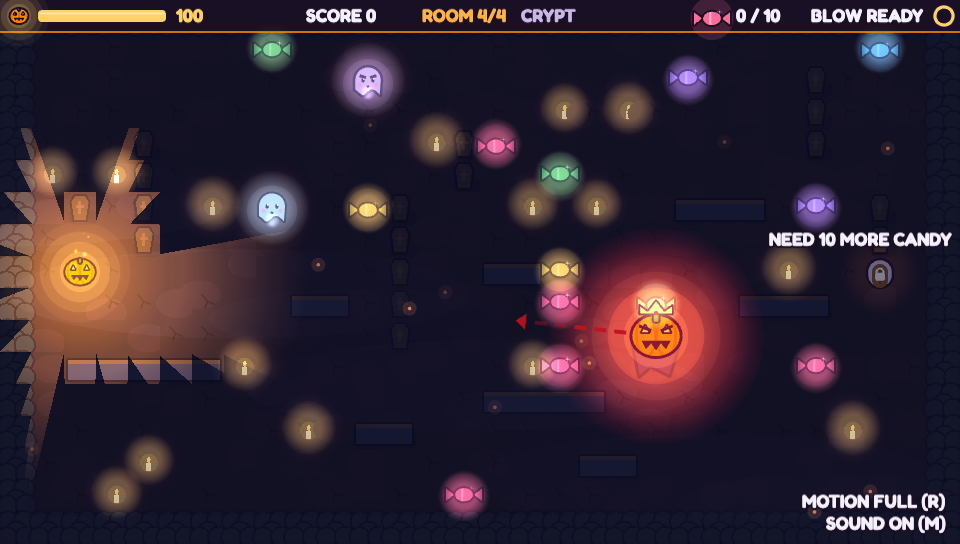 100 SCORE 0 ROOM 4/4 CRYPT 0 / 10 BLOW READY
NEED 10 MORE CANDY
MOTION FULL (R)
SOUND ON (M)